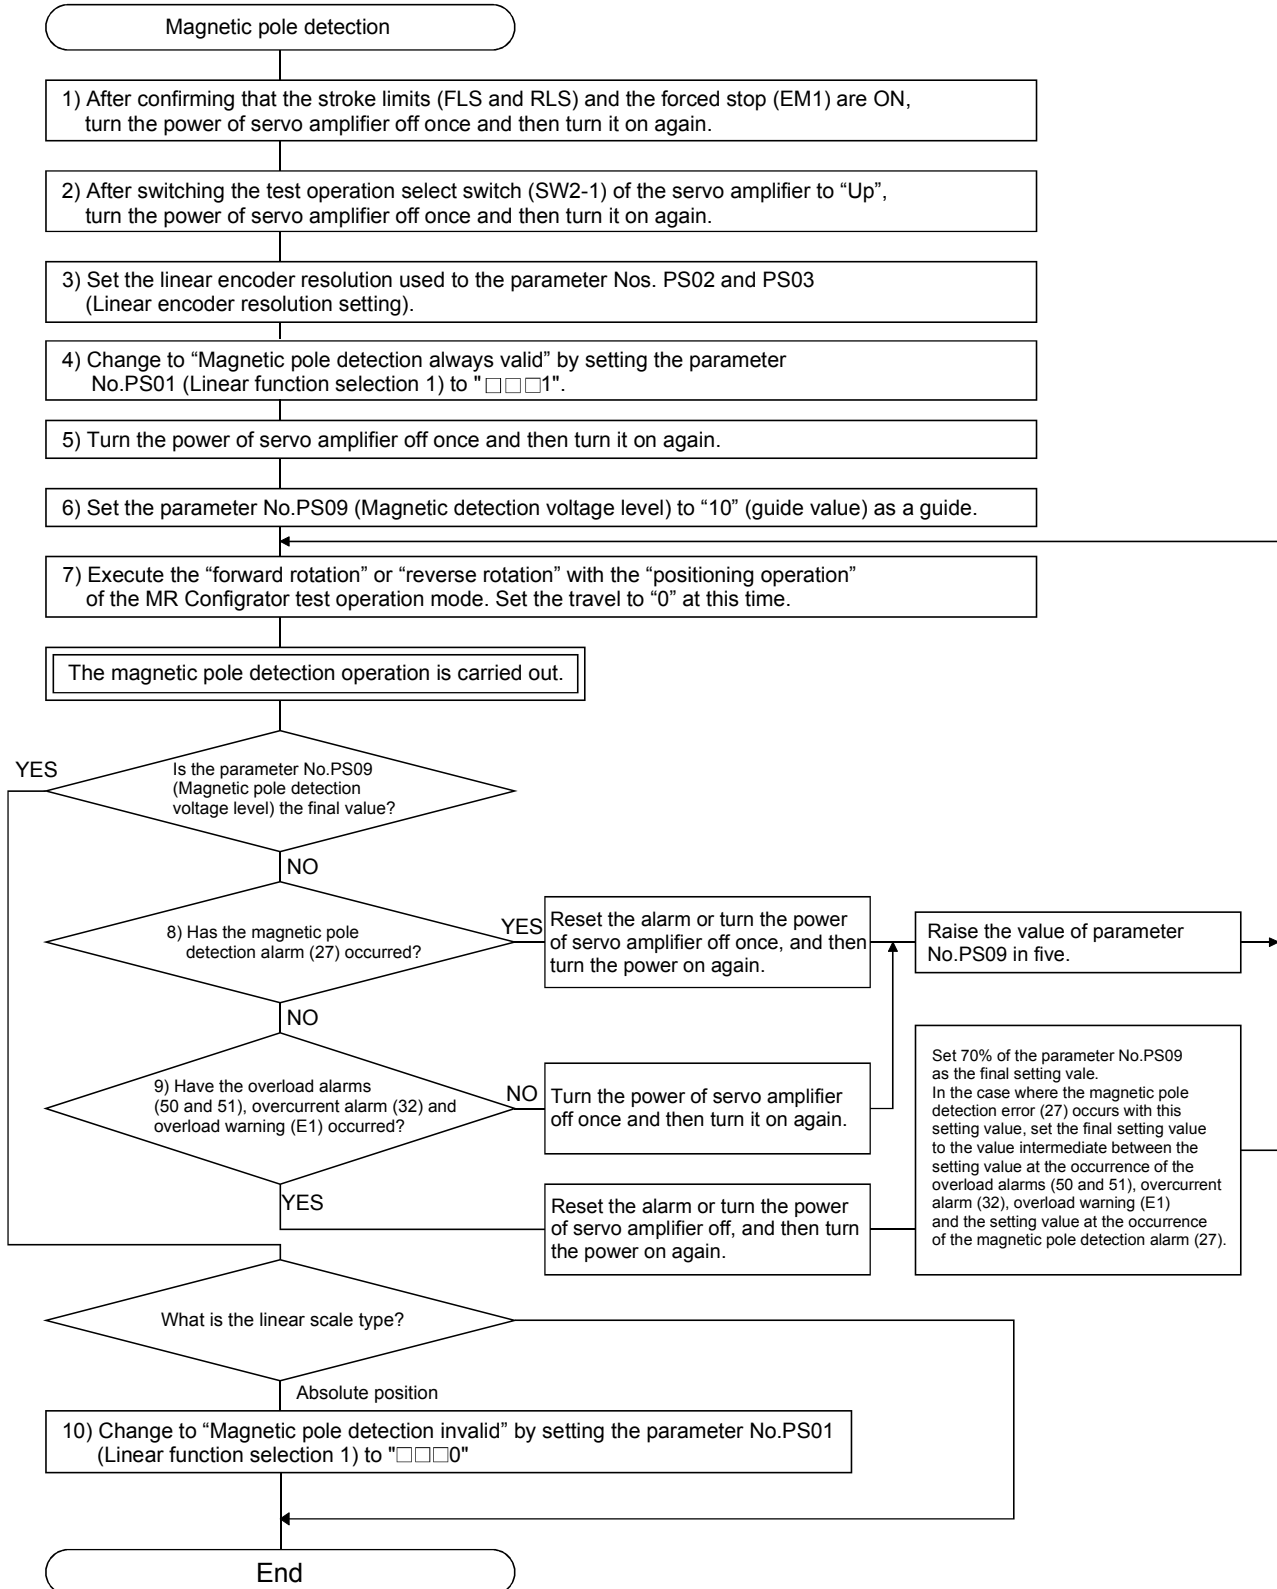 Magnetic pole detection
1) After confirming that the stroke limits (FLS and RLS) and the forced stop (EM1) are ON,
turn the power of servo amplifier off once and then turn it on again.
2) After switching the test operation select switch (SW2-1) of the servo amplifier to “Up”,
turn the power of servo amplifier off once and then turn it on again.
3) Set the linear encoder resolution used to the parameter Nos. PS02 and PS03
(Linear encoder resolution setting).
4) Change to “Magnetic pole detection always valid” by setting the parameter
No.PS01 (Linear function selection 1) to "□□□1".
5) Turn the power of servo amplifier off once and then turn it on again.
6) Set the parameter No.PS09 (Magnetic detection voltage level) to “10” (guide value) as a guide.
7) Execute the “forward rotation” or “reverse rotation” with the “positioning operation”
of the MR Configrator test operation mode. Set the travel to “0” at this time.
The magnetic pole detection operation is carried out.
YES
Is the parameter No.PS09
(Magnetic pole detection
voltage level) the final value?
NO
8) Has the magnetic pole
detection alarm (27) occurred?
YES
Reset the alarm or turn the power
of servo amplifier off once, and then
turn the power on again.
Raise the value of parameter
No.PS09 in five.
NO
9) Have the overload alarms
(50 and 51), overcurrent alarm (32) and
overload warning (E1) occurred?
NO
Turn the power of servo amplifier
off once and then turn it on again.
YES
Reset the alarm or turn the power
of servo amplifier off, and then turn
the power on again.
Set 70% of the parameter No.PS09
as the final setting vale.
In the case where the magnetic pole
detection error (27) occurs with this
setting value, set the final setting value
to the value intermediate between the
setting value at the occurrence of the
overload alarms (50 and 51), overcurrent
alarm (32), overload warning (E1)
and the setting value at the occurrence
of the magnetic pole detection alarm (27).
What is the linear scale type?
Absolute position
10) Change to “Magnetic pole detection invalid” by setting the parameter No.PS01
(Linear function selection 1) to "□□□0"
End